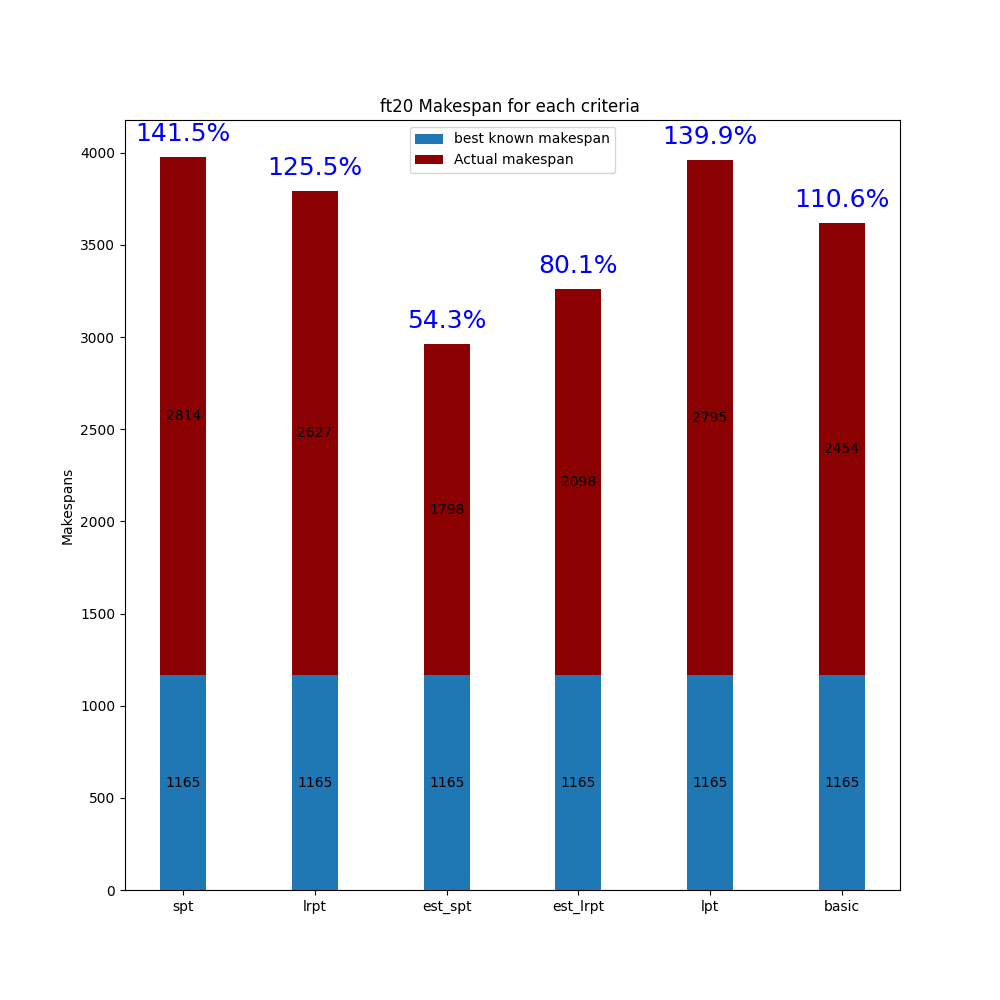 ft20 Makespan for each criteria
best known makespan
Actual makespan
141.5%
125.5%
54.3%
80.1%
139.9%
110.6%
4000
3500
3000
2500
2000
1500
1000
500
0
Makespans
2814
2627
1798
2098
2795
2454
1165
1165
1165
1165
1165
1165
spt
lrpt
est_spt
est_lrpt
lpt
basic